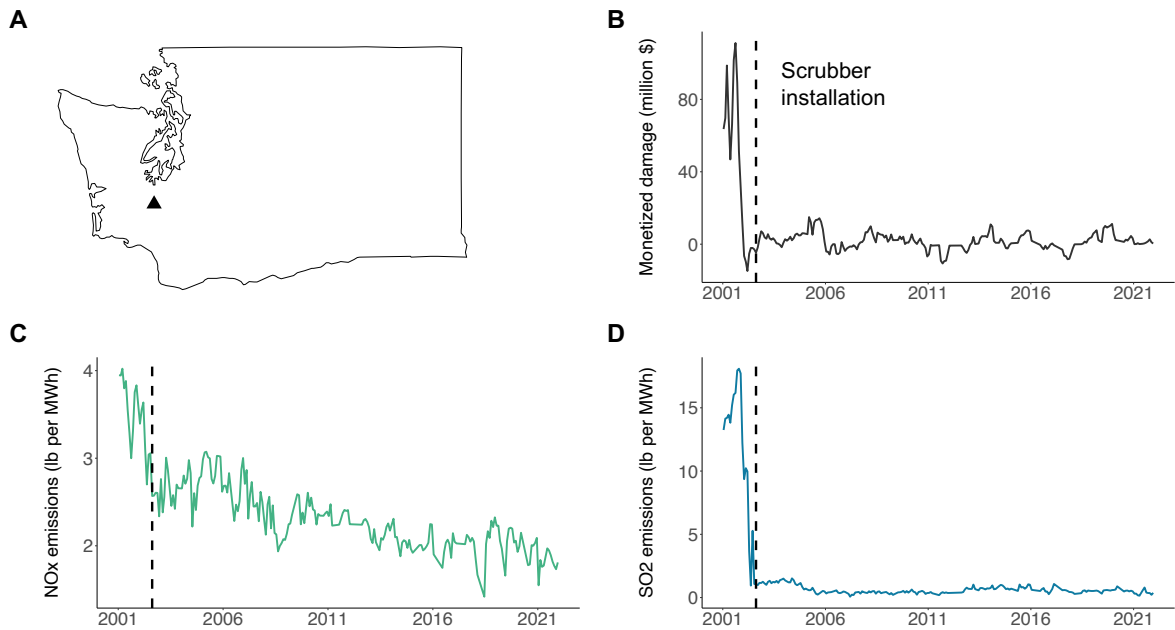 A
B
Monetized damage (million $)
80
40
0
Scrubber
installation
2001 2006 2011 2016 2021
C
NOx emissions (lb per MWh)
4
3
2
2001 2006 2011 2016 2021
D
SO2 emissions (lb per MWh)
15
10
5
0
2001 2006 2011 2016 2021